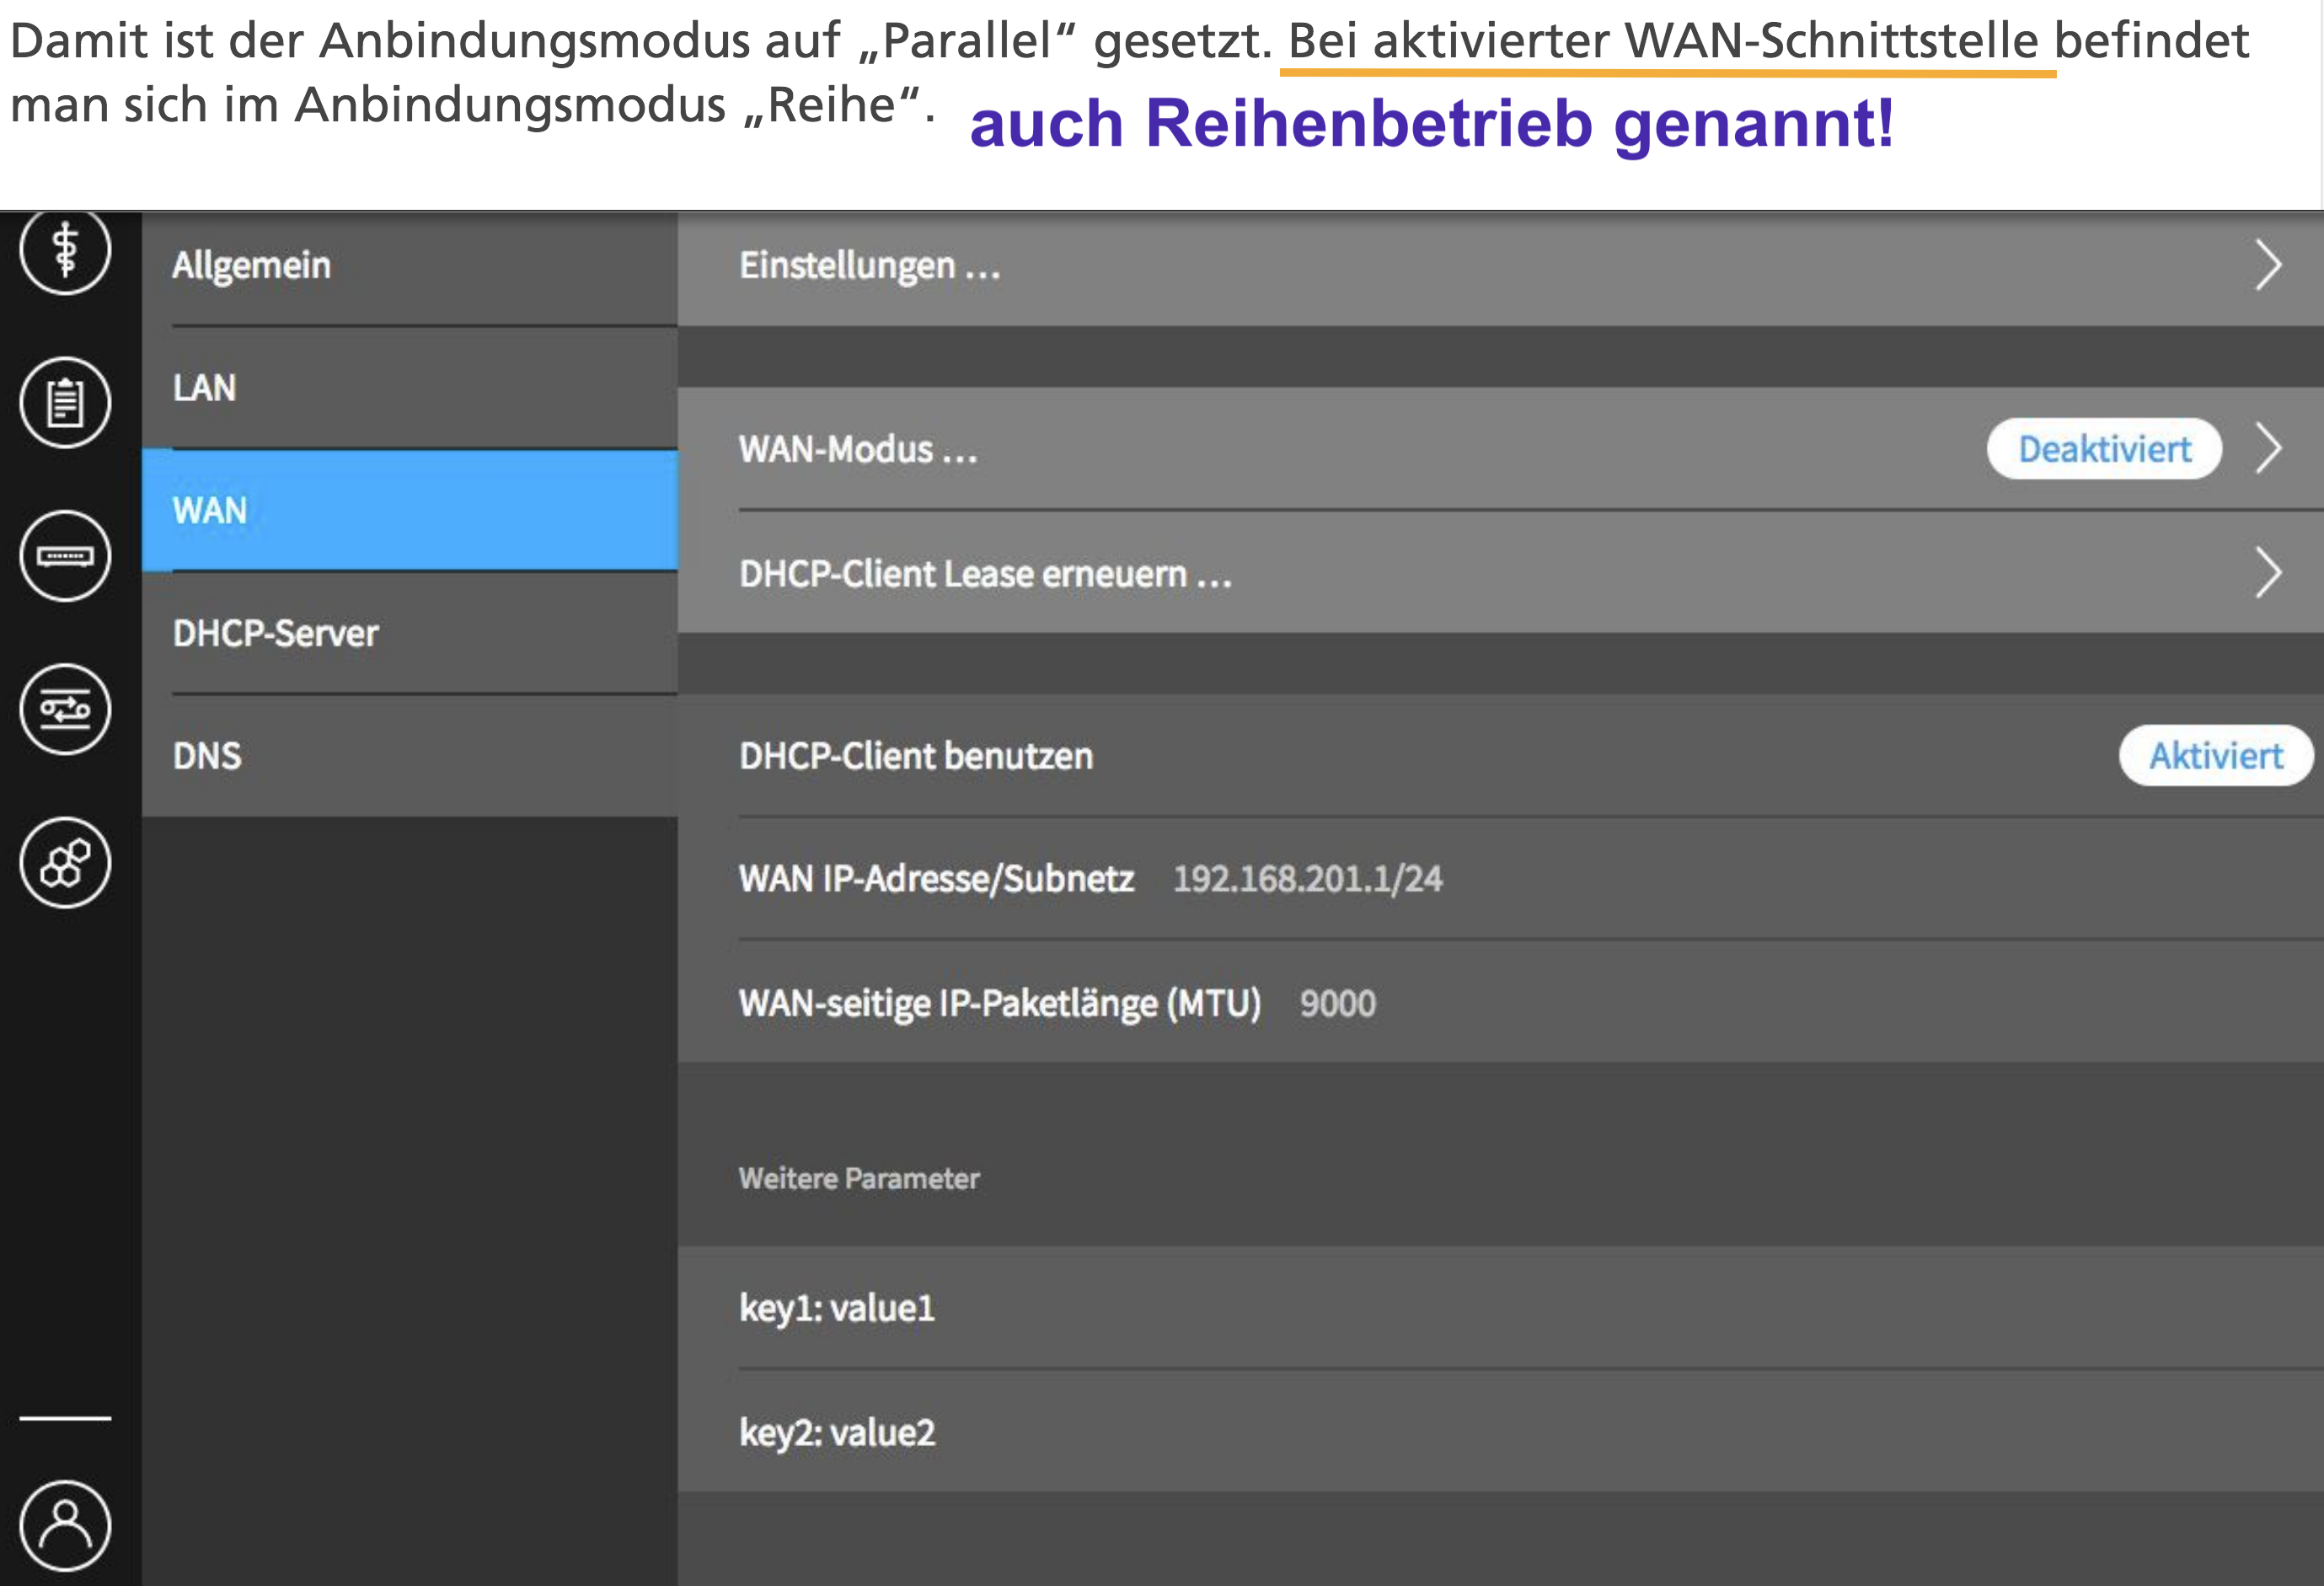 Damit ist der Anbindungsmodus auf „Parallel“ gesetzt. Bei aktivierter WAN-Schnittstelle befindet
man sich im Anbindungsmodus „Reihe“. auch Reihenbetrieb genannt!
Allgemein
LAN
WAN
DHCP-Server
DNS
Einstellungen ...
WAN-Modus ... Deaktiviert
DHCP-Client Lease erneuern ...
DHCP-Client benutzen Aktiviert
WAN IP-Adresse/Subnetz 192.168.201.1/24
WAN-seitige IP-Paketlänge (MTU) 9000
Weitere Parameter
key1: value1
key2: value2